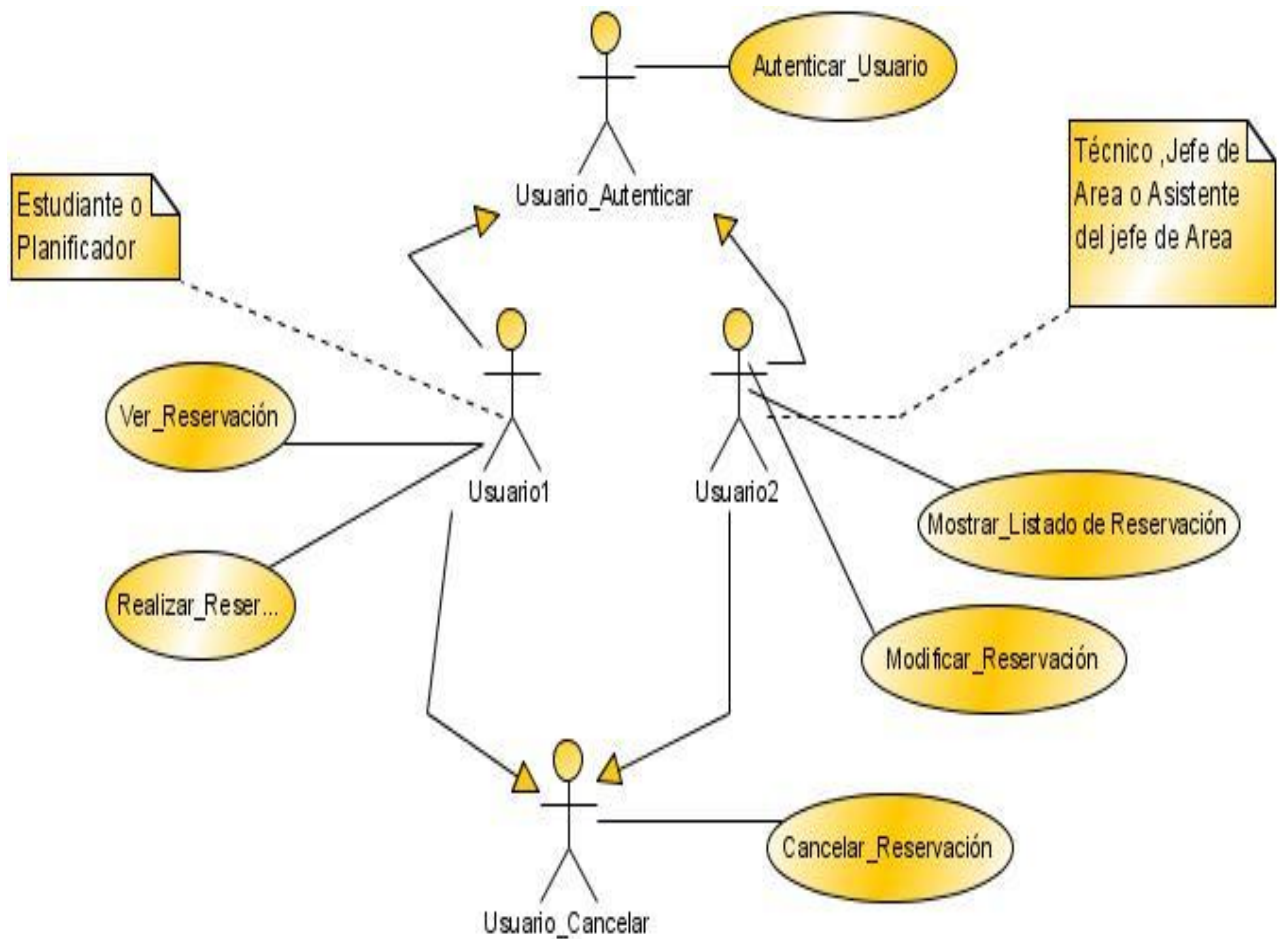 Autenticar_Usuario
Usuario_Autenticar
Estudiante o
Planificador
Técnico ,Jefe de
Area o Asistente
del jefe de Area
Ver_Reservación
Usuario1
Usuario2
Mostrar_Listado de Reservación
Realizar_Reser...
Modificar_Reservación
Cancelar_Reservación
Usuario_Cancelar